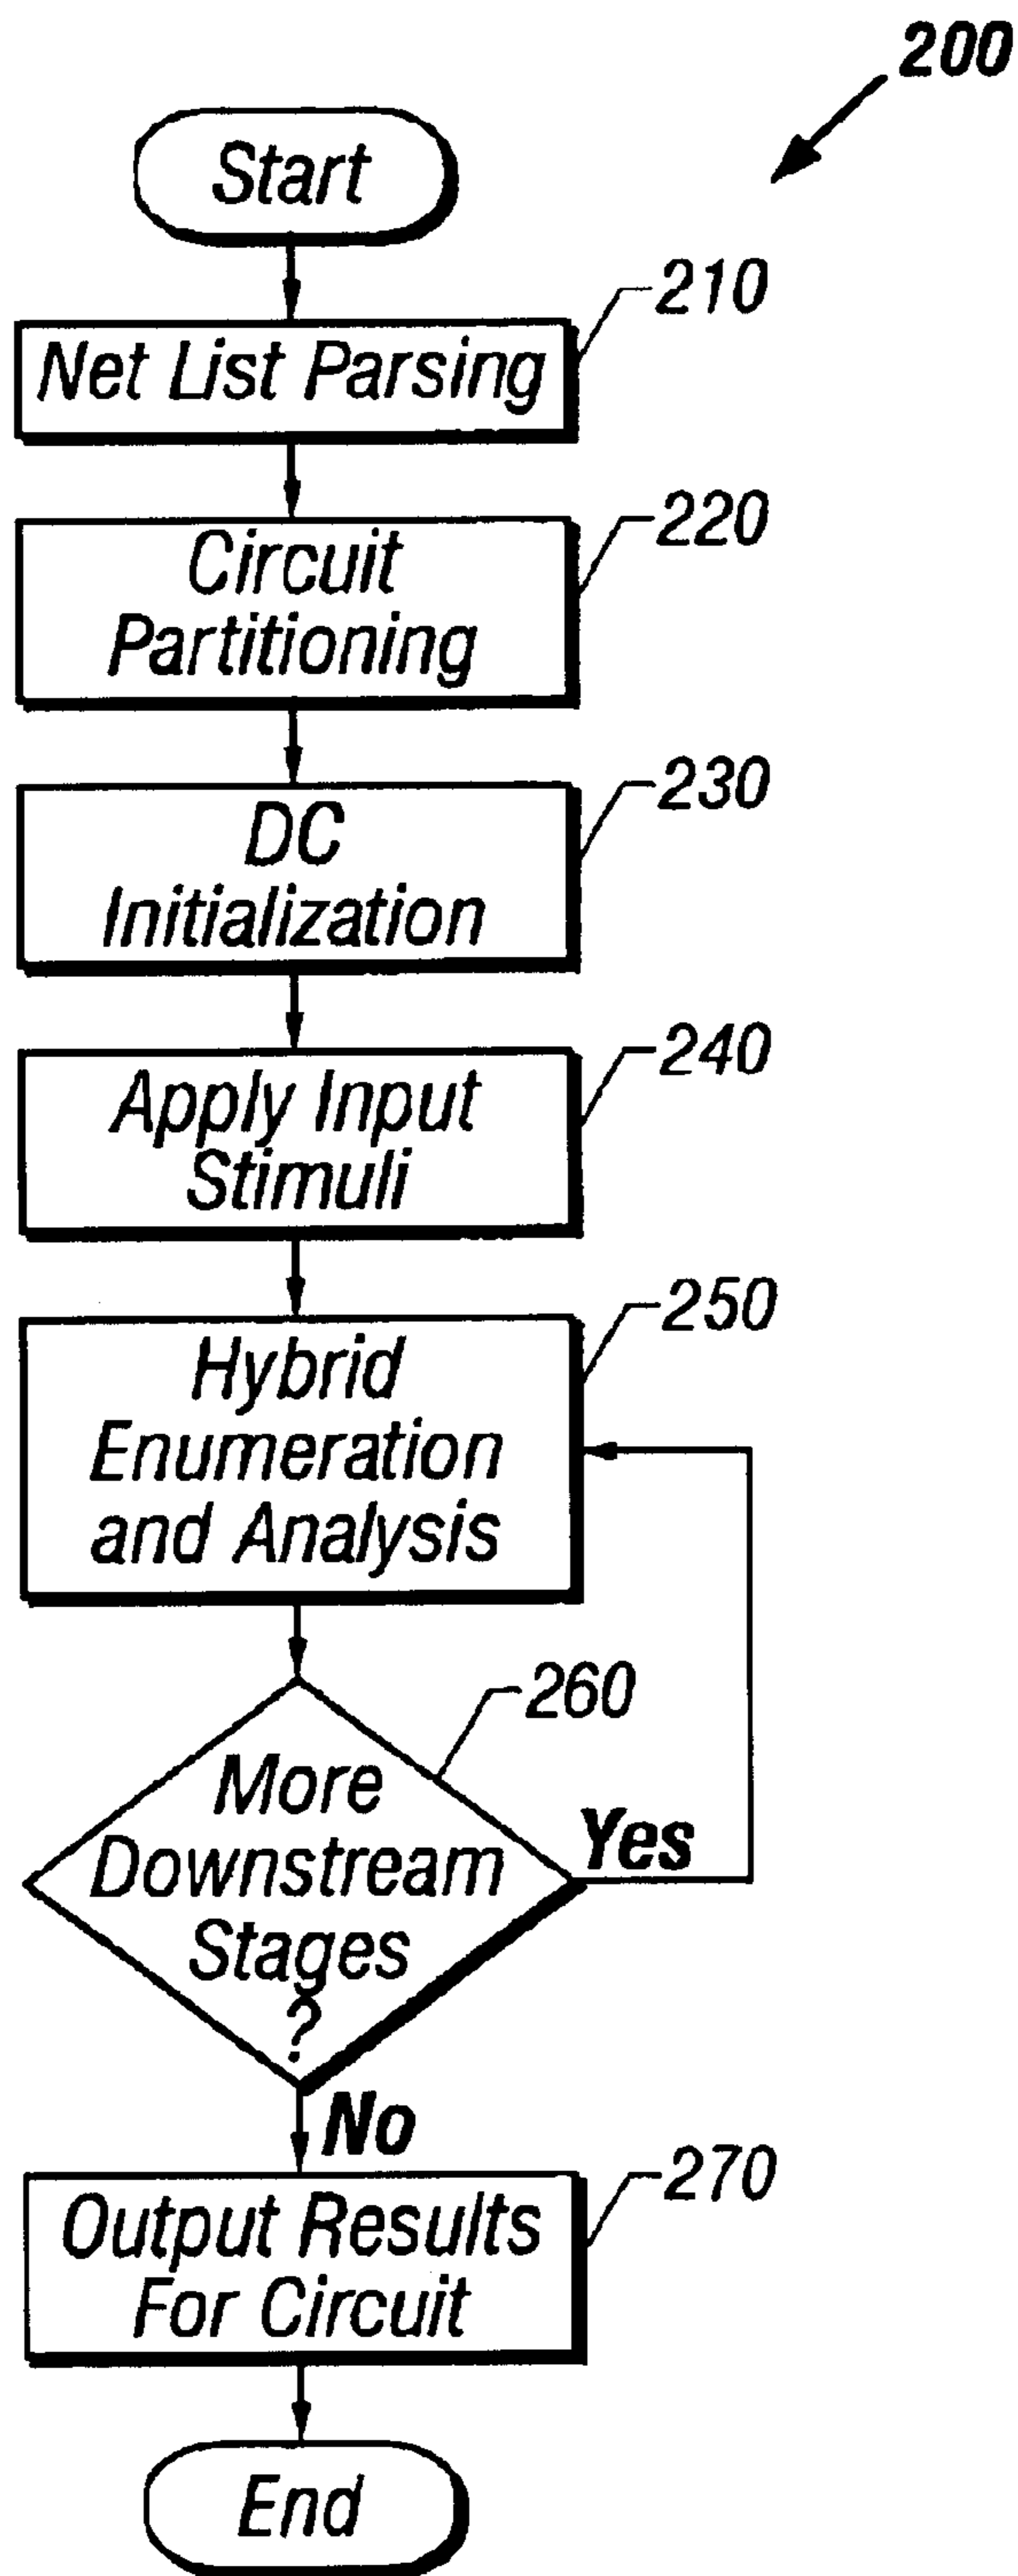 200
Start
210
Net List Parsing
220
Circuit
Partitioning
230
DC
Initialization
240
Apply Input
Stimuli
250
Hybrid
Enumeration
and Analysis
260
More
Downstream
Stages
?
Yes
No
270
Output Results
For Circuit
End